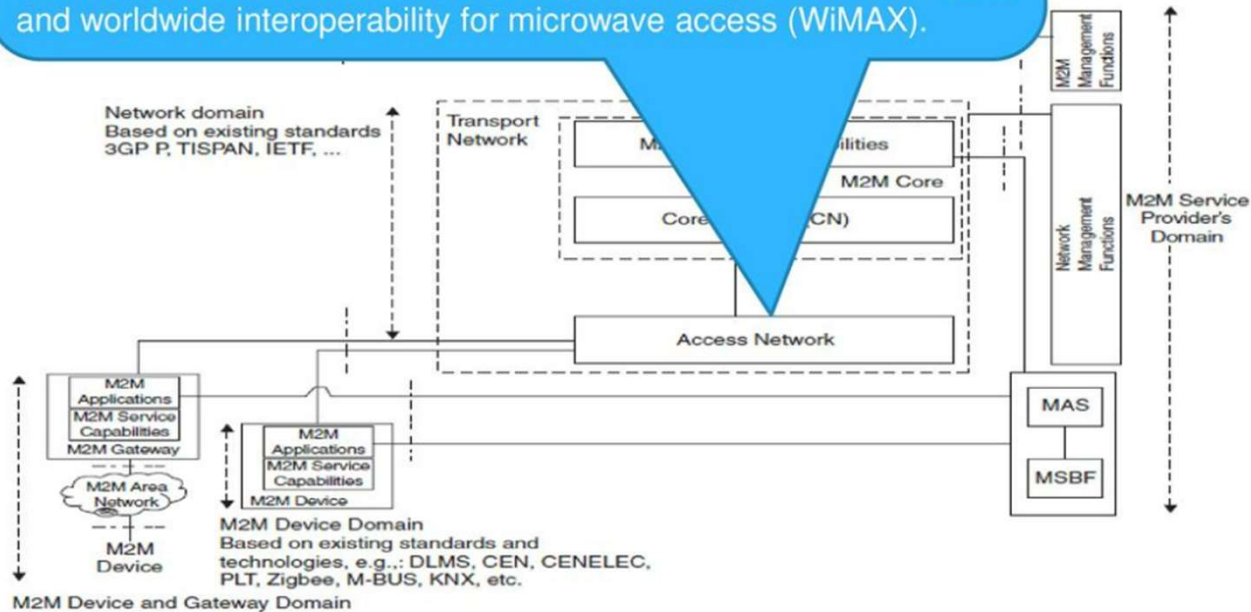 and worldwide interoperability for microwave access (WiMAX).
M2M
Management
Functions
Network domain
Based on existing standards
3GP P, TISPAN, IETF, ...
Transport
Network
M2M Core
Core
CN)
Access Network
Network
Management
Functions
M2M Service
Provider's
Domain
M2M
Applications
M2M Service
Capabilities
M2M Gateway
M2M Area
Network
M2M
Device
M2M
Applications
M2M Service
Capabilities
M2M Device
MAS
MSBF
M2M Device Domain
Based on existing standards and
technologies, e.g.,: DLMS, CEN, CENELEC,
PLT, Zigbee, M-BUS, KNX, etc.
M2M Device and Gateway Domain